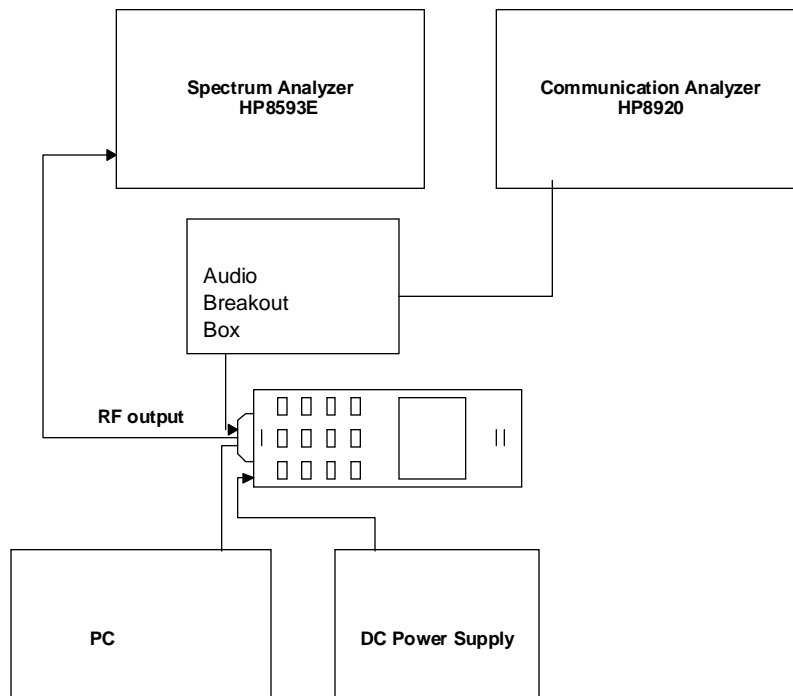 Spectrum Analyzer
HP8593E
Communication Analyzer
HP8920
Audio
Breakout
Box
RF output
PC
DC Power Supply